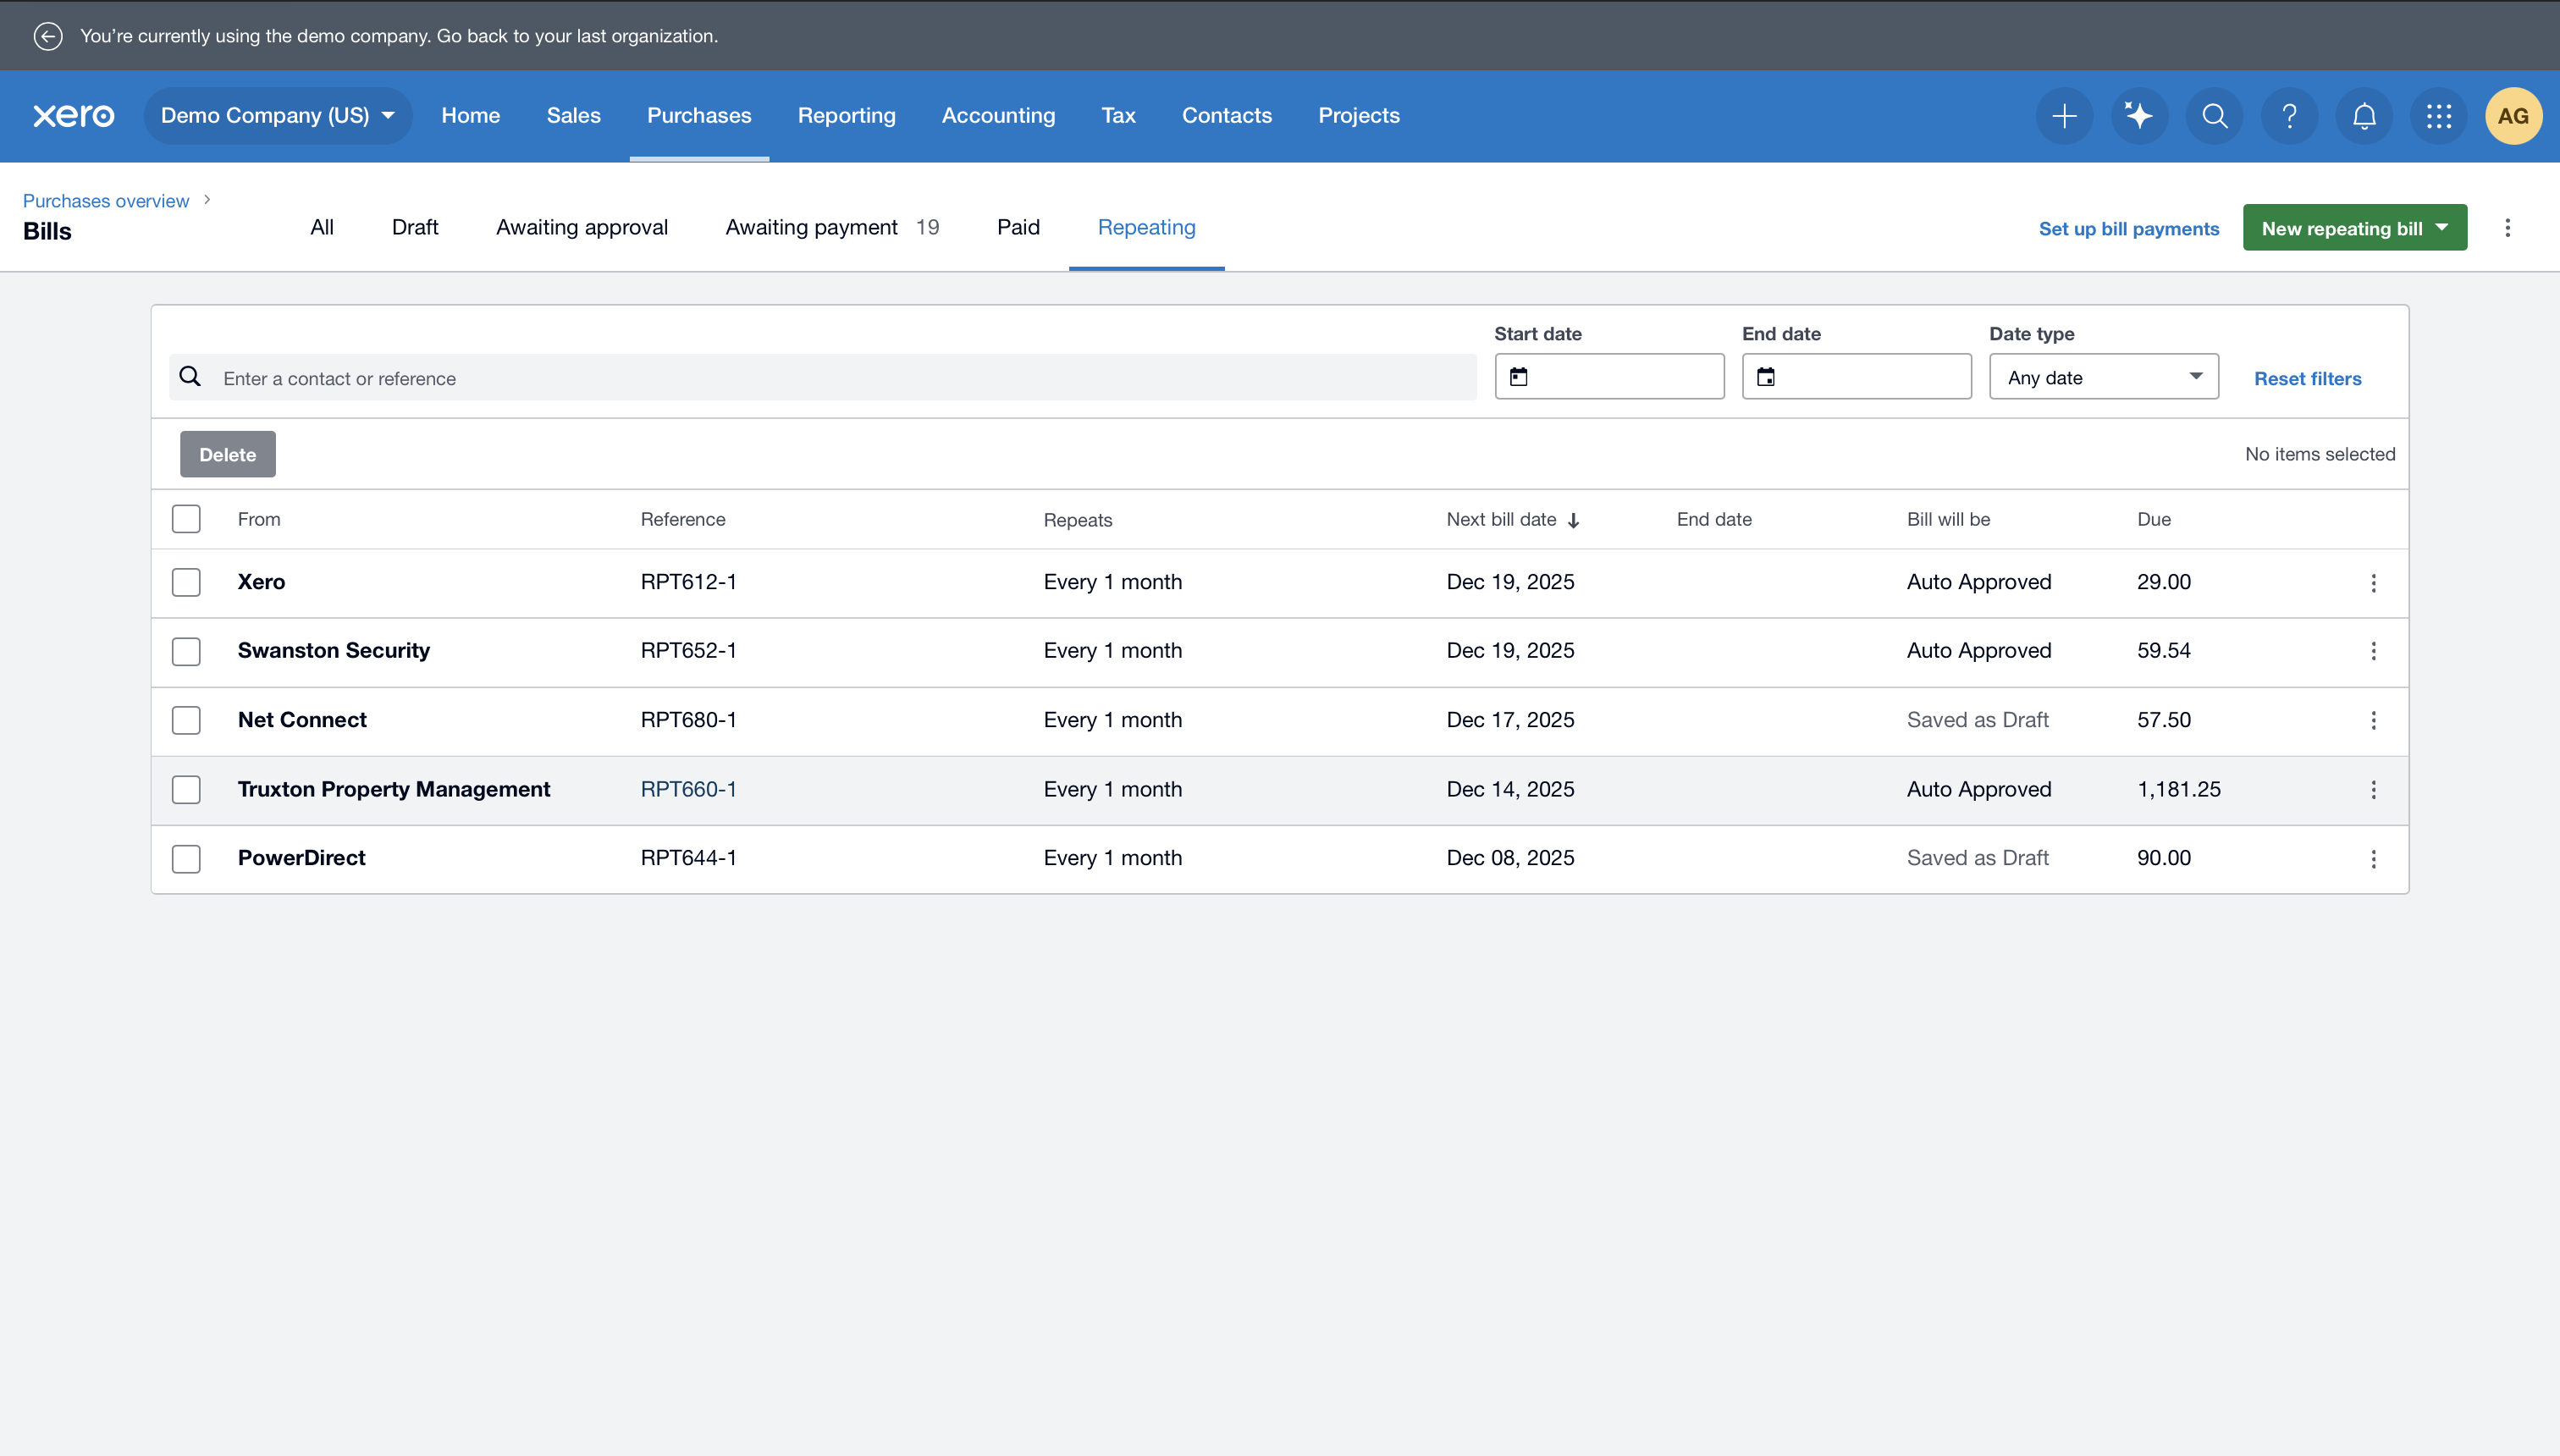 You're currently using the demo company. Go back to your last organization.
xero Demo Company (US) Home Sales Purchases Reporting Accounting Tax Contacts Projects AG
Purchases overview
Bills
All Draft Awaiting approval Awaiting payment 19 Paid Repeating Set up bill payments New repeating bill
Start date End date Date type
Enter a contact or reference Any date Reset filters
Delete No items selected
From Reference Repeats Next bill date End date Bill will be Due
Xero RPT612-1 Every 1 month Dec 19, 2025 Auto Approved 29.00
Swanston Security RPT652-1 Every 1 month Dec 19, 2025 Auto Approved 59.54
Net Connect RPT680-1 Every 1 month Dec 17, 2025 Saved as Draft 57.50
Truxton Property Management RPT660-1 Every 1 month Dec 14, 2025 Auto Approved 1,181.25
PowerDirect RPT644-1 Every 1 month Dec 08, 2025 Saved as Draft 90.00